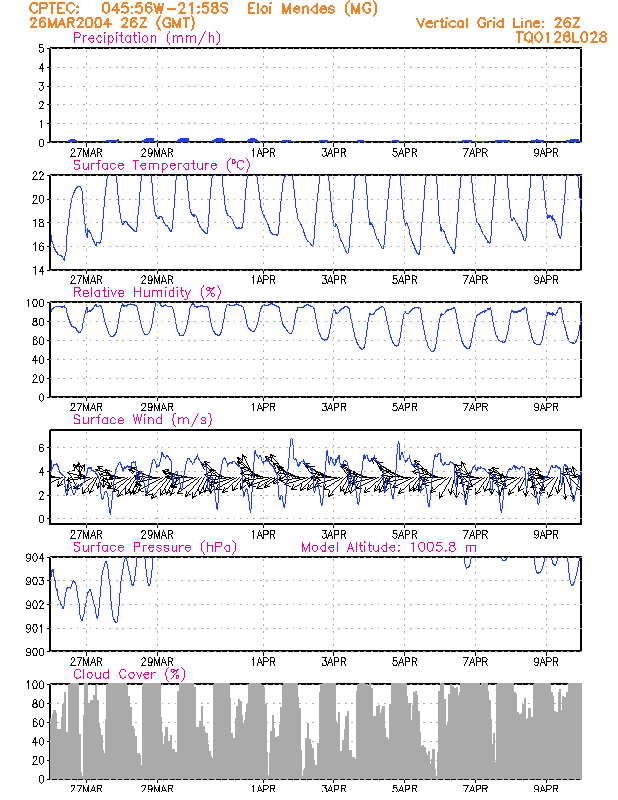 CPTEC: 045:56W-21:58S Eloi Mendes (MG)
26MAR2004 26Z (GMT) Vertical Grid Line: 26Z
Precipitation (mm/h) TQ0126L028
5
4
3
2
1
0
27MAR 29MAR 1APR 3APR 5APR 7APR 9APR
Surface Temperature (°C)
22
20
18
16
14
27MAR 29MAR 1APR 3APR 5APR 7APR 9APR
Relative Humidity (%)
100
80
60
40
20
0
27MAR 29MAR 1APR 3APR 5APR 7APR 9APR
Surface Wind (m/s)
6
4
2
0
27MAR 29MAR 1APR 3APR 5APR 7APR 9APR
Surface Pressure (hPa) Model Altitude: 1005.8 m
904
903
902
901
900
27MAR 29MAR 1APR 3APR 5APR 7APR 9APR
Cloud Cover (%)
100
80
60
40
20
0
27MAR 29MAR 1APR 3APR 5APR 7APR 9APR